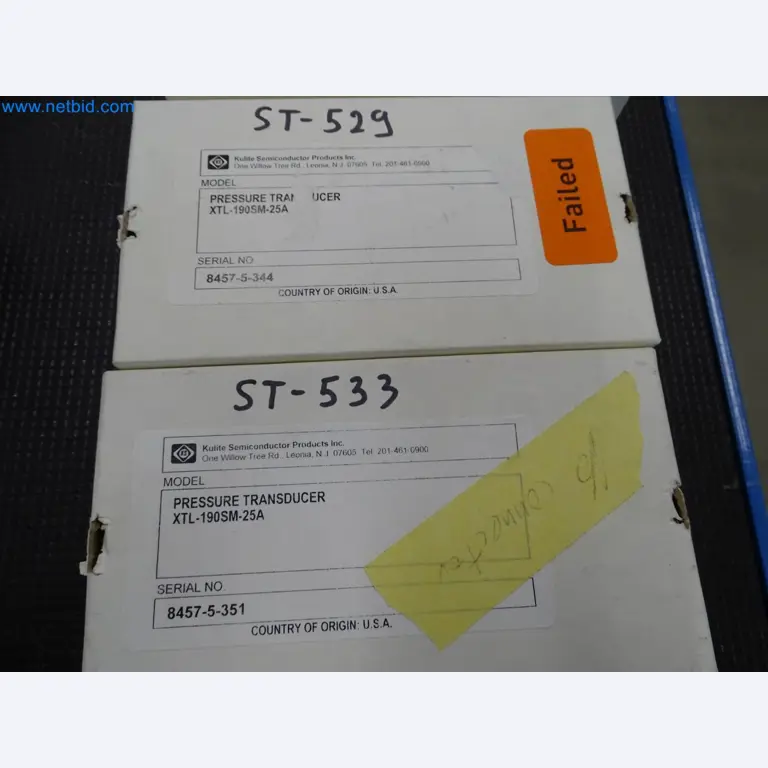 www.netbid.com
ST-529
Kulite Semiconductor Products Inc.
One Willow Tree Rd., Leonia, N.J. 07605 Tel. 201-461-0900
MODEL
PRESSURE TRANSDUCER
XTL-190SM-25A
SERIAL NO.
8457-5-344
COUNTRY OF ORIGIN: U.S.A.
Failed
ST-533
Kulite Semiconductor Products Inc.
One Willow Tree Rd., Leonia, N.J. 07605 Tel. 201-461-0900
MODEL
PRESSURE TRANSDUCER
XTL-190SM-25A
SERIAL NO.
8457-5-351
COUNTRY OF ORIGIN: U.S.A.
connector